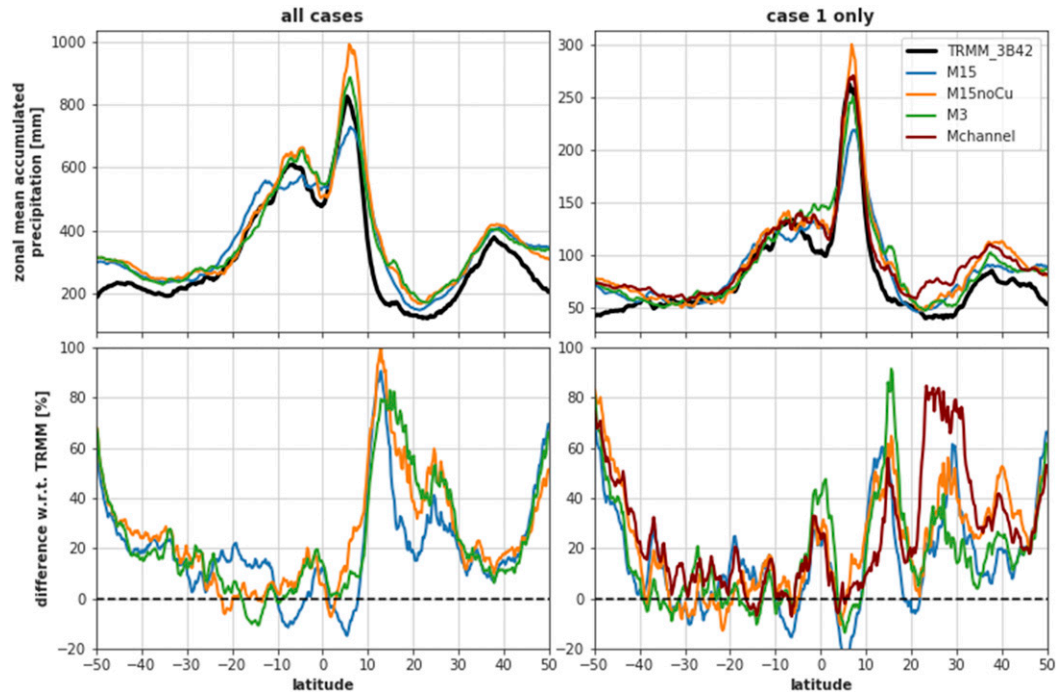 all cases
case 1 only
zonal mean accumulated
precipitation [mm]
1000
800
600
400
200
300
250
200
150
100
50
TRMM_3B42
M15
M15noCu
M3
Mchannel
difference w.r.t. TRMM [%]
100
80
60
40
20
0
−20
100
80
60
40
20
0
−20
−50 −40 −30 −20 −10 0 10 20 30 40 50
−50 −40 −30 −20 −10 0 10 20 30 40 50
latitude
latitude